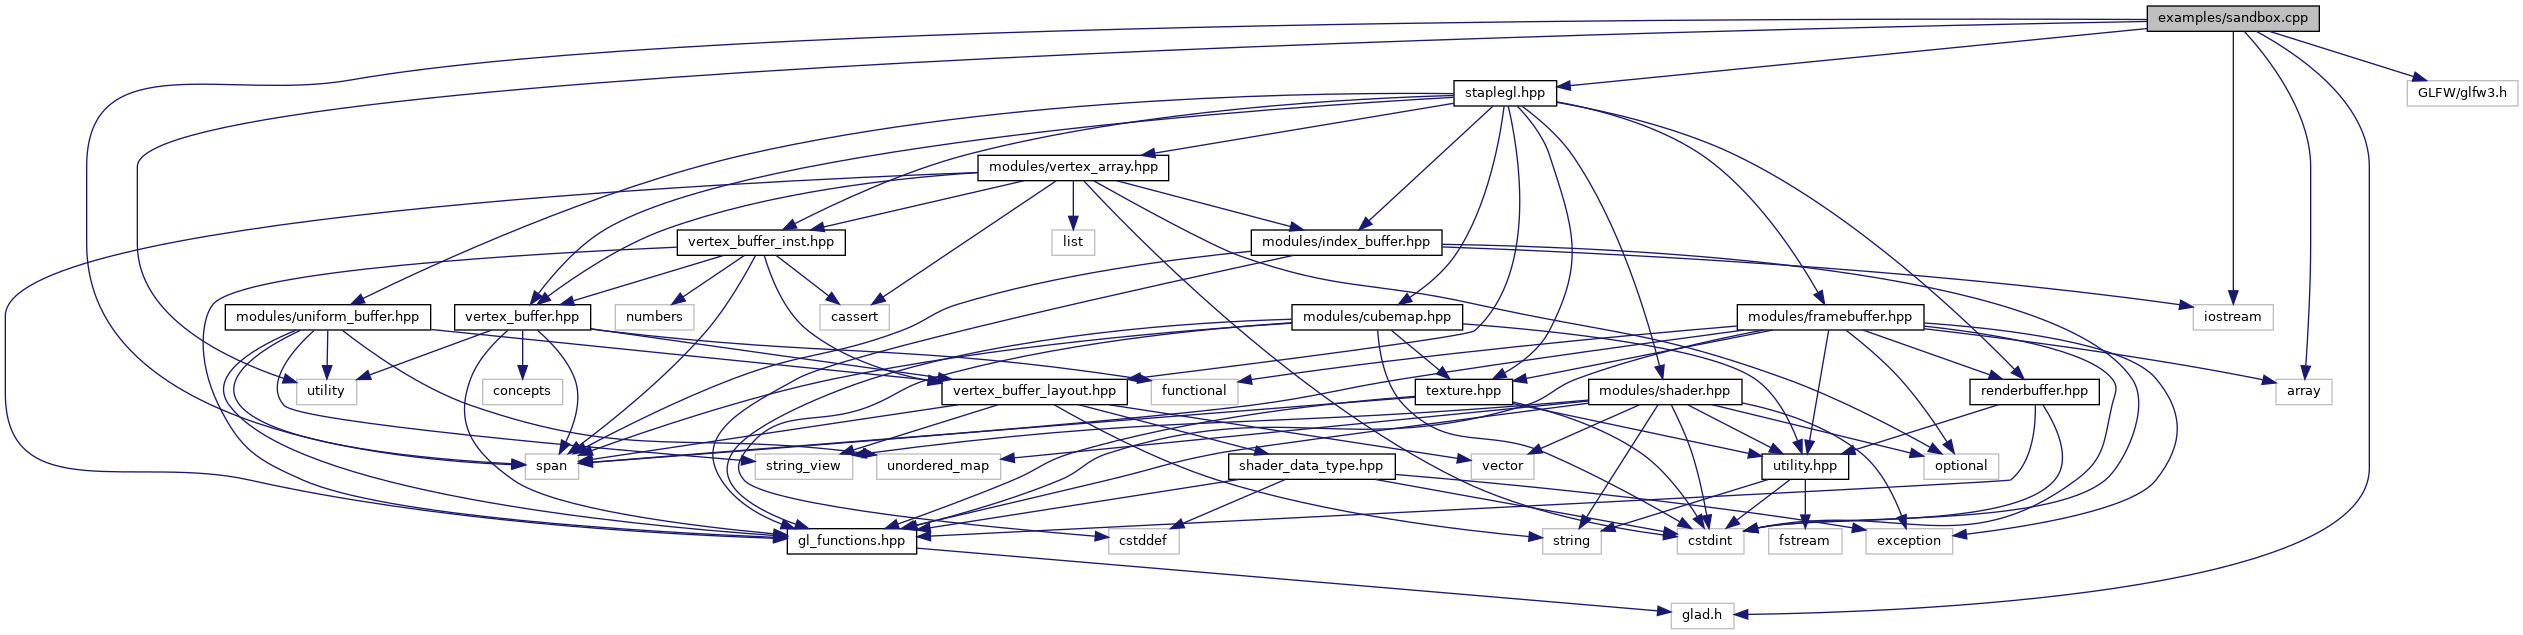 examples/sandbox.cpp
staplegl.hpp
GLFW/glfw3.h
modules/vertex_array.hpp
vertex_buffer_inst.hpp
list
modules/index_buffer.hpp
modules/uniform_buffer.hpp
vertex_buffer.hpp
numbers
cassert
modules/cubemap.hpp
modules/framebuffer.hpp
iostream
utility
concepts
vertex_buffer_layout.hpp
functional
texture.hpp
modules/shader.hpp
renderbuffer.hpp
array
span
string_view
unordered_map
shader_data_type.hpp
vector
utility.hpp
optional
gl_functions.hpp
cstddef
string
cstdint
fstream
exception
glad.h